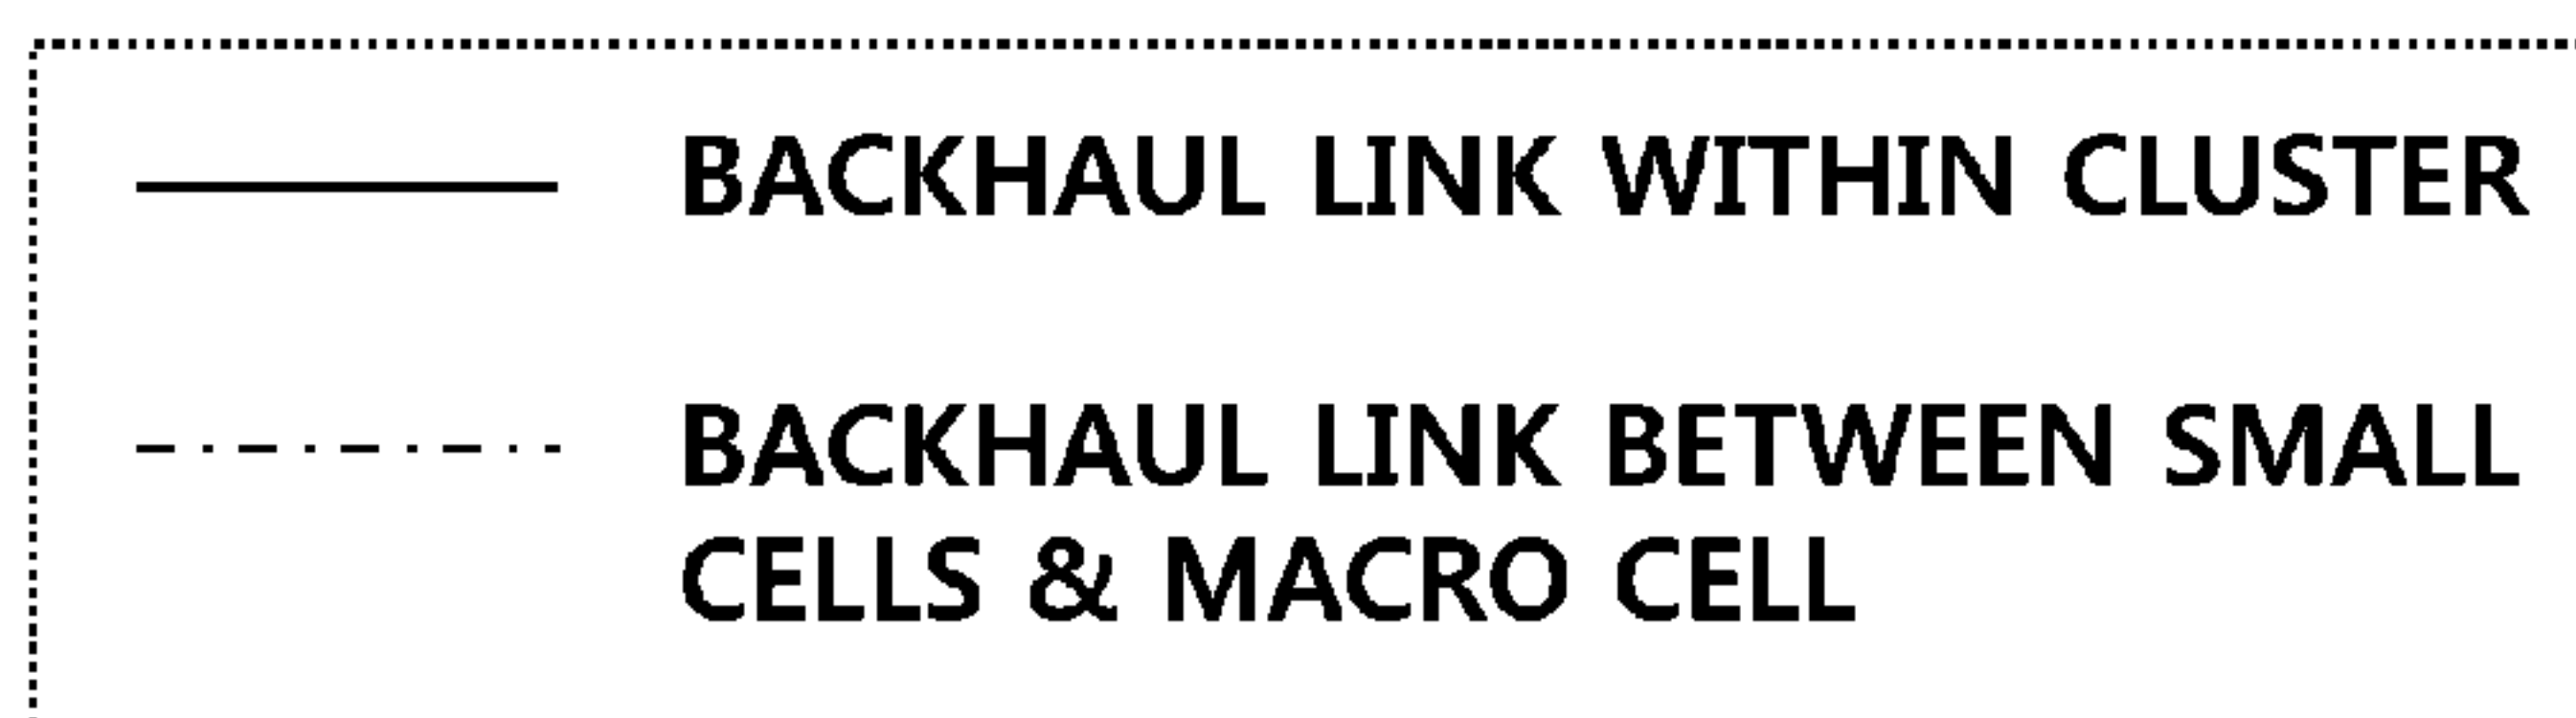 BACKHAUL LINK WITHIN CLUSTER
BACKHAUL LINK BETWEEN SMALL
CELLS & MACRO CELL